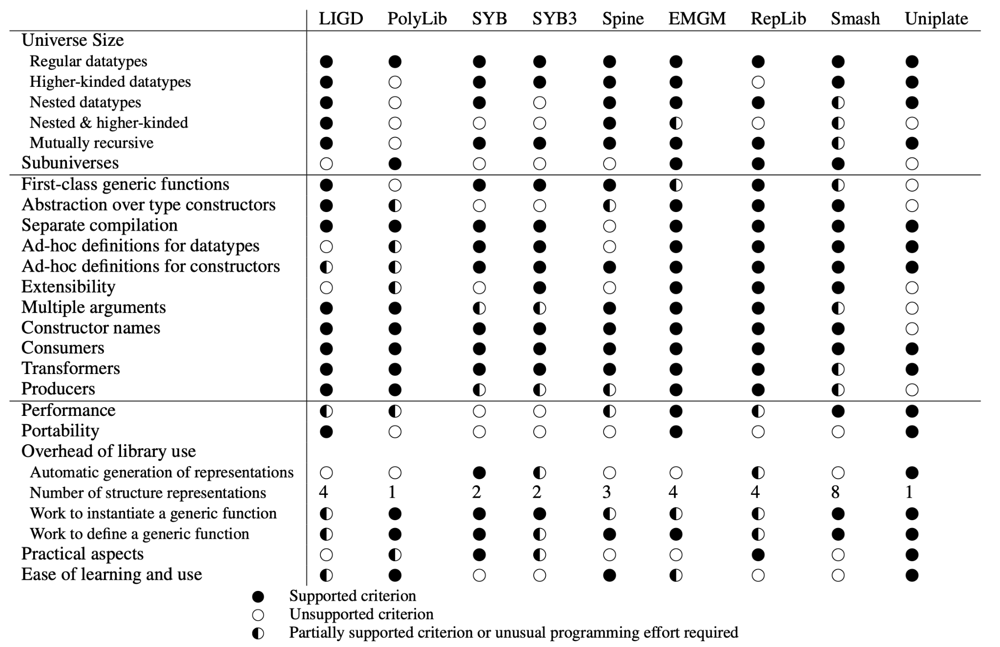 LIGD PolyLib SYB SYB3 Spine EMGM RepLib Smash Uniplate
Universe Size
Regular datatypes ● ● ● ● ● ● ● ● ●
Higher-kinded datatypes ● ○ ● ● ● ● ○ ● ●
Nested datatypes ● ○ ● ○ ● ● ● ◐ ●
Nested & higher-kinded ● ○ ○ ○ ● ◐ ○ ◐ ○
Mutually recursive ● ○ ● ● ● ● ● ◐ ●
Subuniverses ○ ● ○ ○ ○ ● ● ● ○
First-class generic functions ● ○ ● ● ● ◐ ● ◐ ○
Abstraction over type constructors ● ◐ ○ ○ ◐ ● ● ● ○
Separate compilation ● ● ● ● ○ ● ● ● ●
Ad-hoc definitions for datatypes ○ ◐ ● ● ○ ● ● ● ●
Ad-hoc definitions for constructors ◐ ◐ ● ● ● ● ● ● ●
Extensibility ○ ◐ ○ ● ○ ● ● ● ○
Multiple arguments ● ● ◐ ◐ ● ● ● ◐ ○
Constructor names ● ● ● ● ● ● ● ● ○
Consumers ● ● ● ● ● ● ● ● ●
Transformers ● ● ● ● ● ● ● ◐ ●
Producers ● ● ◐ ◐ ◐ ● ● ◐ ○
Performance ◐ ◐ ○ ○ ◐ ● ◐ ● ●
Portability ● ○ ○ ○ ○ ● ○ ○ ●
Overhead of library use
Automatic generation of representations ○ ○ ● ◐ ○ ○ ◐ ○ ●
Number of structure representations 4 1 2 2 3 4 4 8 1
Work to instantiate a generic function ◐ ● ● ● ◐ ◐ ◐ ● ●
Work to define a generic function ◐ ● ● ◐ ● ● ◐ ● ●
Practical aspects ○ ◐ ● ◐ ○ ○ ● ○ ●
Ease of learning and use ◐ ● ○ ○ ● ◐ ○ ○ ●
● Supported criterion
○ Unsupported criterion
◐ Partially supported criterion or unusual programming effort required